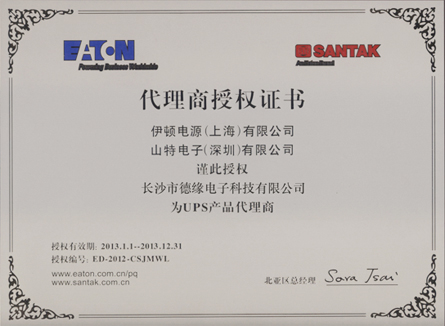 EATON
Powering Business Worldwide
SANTAK
An Eaton Brand
代理商授权证书
伊顿电源(上海)有限公司
山特电子(深圳)有限公司
谨此授权
长沙市德缘电子科技有限公司
为UPS产品代理商
授权有效期: 2013.1.1--2013.12.31
授权编号: ED-2012-CSJMWL
www.eaton.com.cn/pq
www.santak.com.cn
北亚区总经理 Sara Tsai